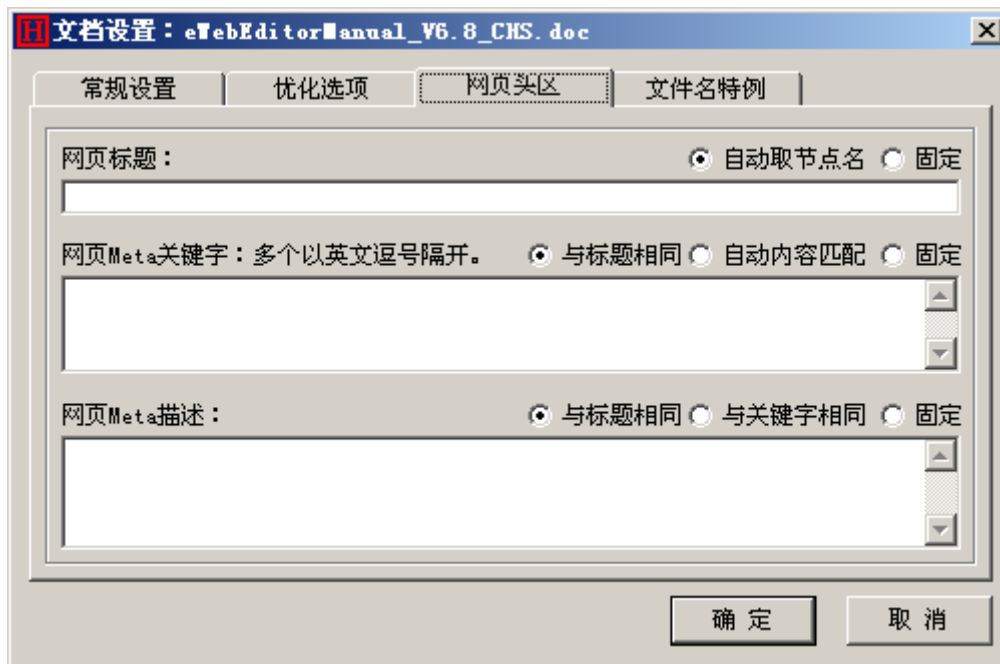 文档设置：eWebEditorManual_V6.8_CHS.doc
常规设置 优化选项 网页头区 文件名特例
网页标题： 自动取节点名 固定
网页Meta关键字：多个以英文逗号隔开。 与标题相同 自动内容匹配 固定
网页Meta描述： 与标题相同 与关键字相同 固定
确 定 取 消